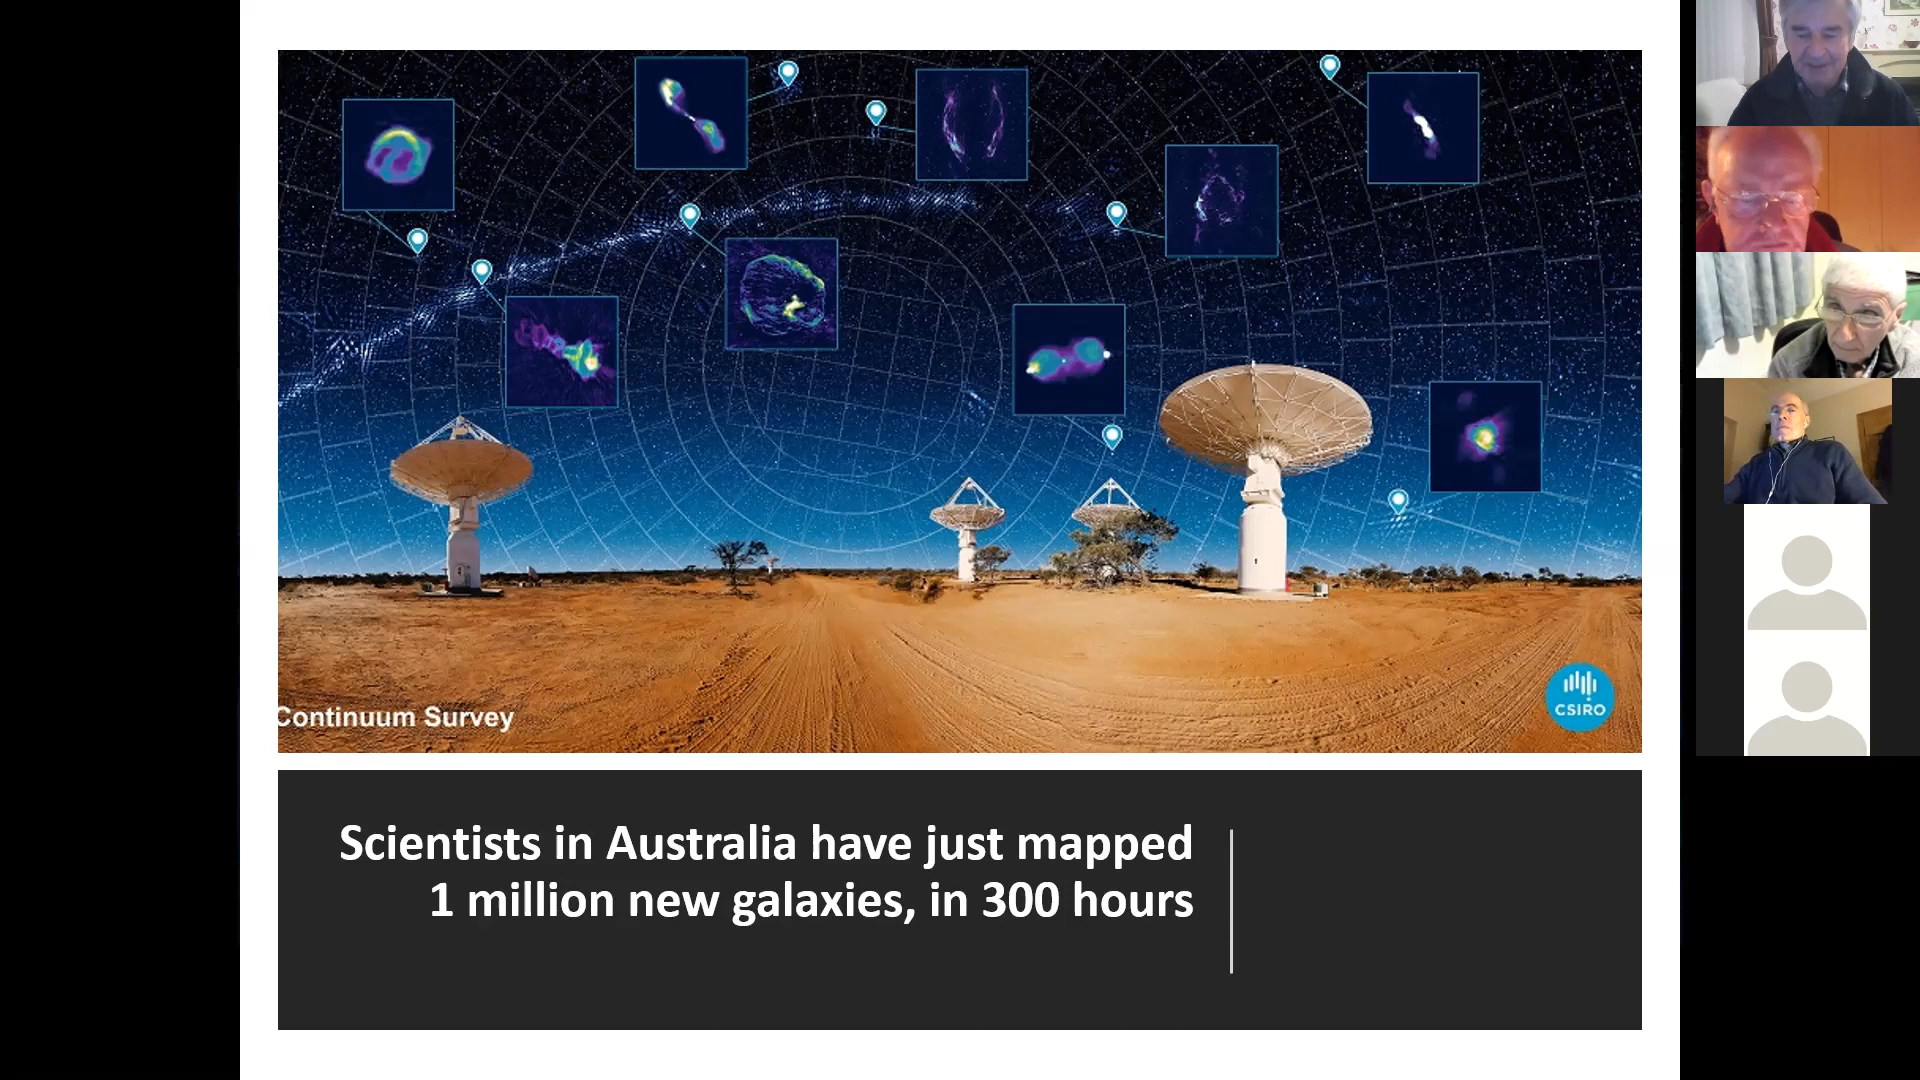 Continuum Survey
CSIRO
Scientists in Australia have just mapped
1 million new galaxies, in 300 hours